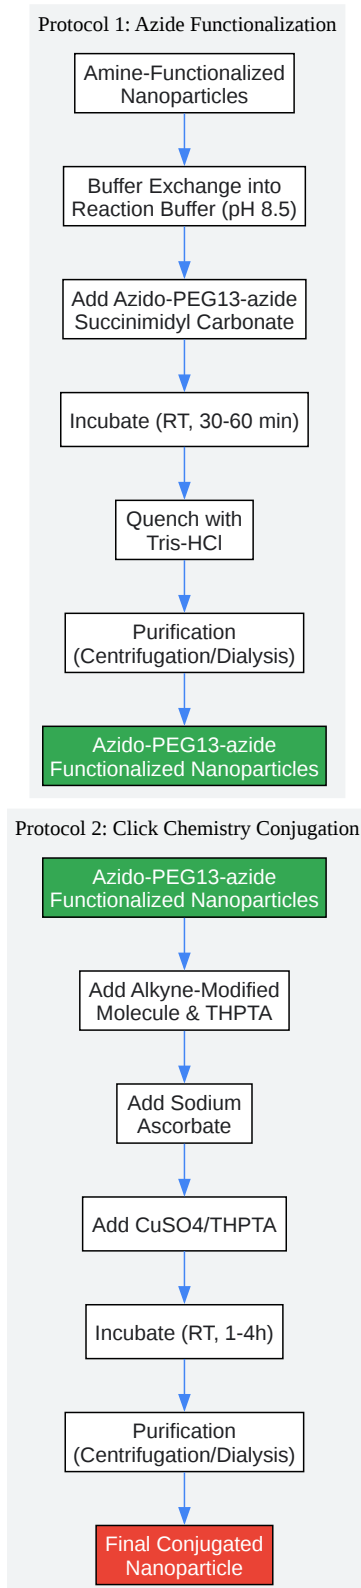 Protocol 1: Azide Functionalization
Amine-Functionalized
Nanoparticles
Buffer Exchange into
Reaction Buffer (pH 8.5)
Add Azido-PEG13-azide
Succinimidyl Carbonate
Incubate (RT, 30-60 min)
Quench with
Tris-HCl
Purification
(Centrifugation/Dialysis)
Azido-PEG13-azide
Functionalized Nanoparticles
Protocol 2: Click Chemistry Conjugation
Azido-PEG13-azide
Functionalized Nanoparticles
Add Alkyne-Modified
Molecule & THPTA
Add Sodium
Ascorbate
Add CuSO4/THPTA
Incubate (RT, 1-4h)
Purification
(Centrifugation/Dialysis)
Final Conjugated
Nanoparticle